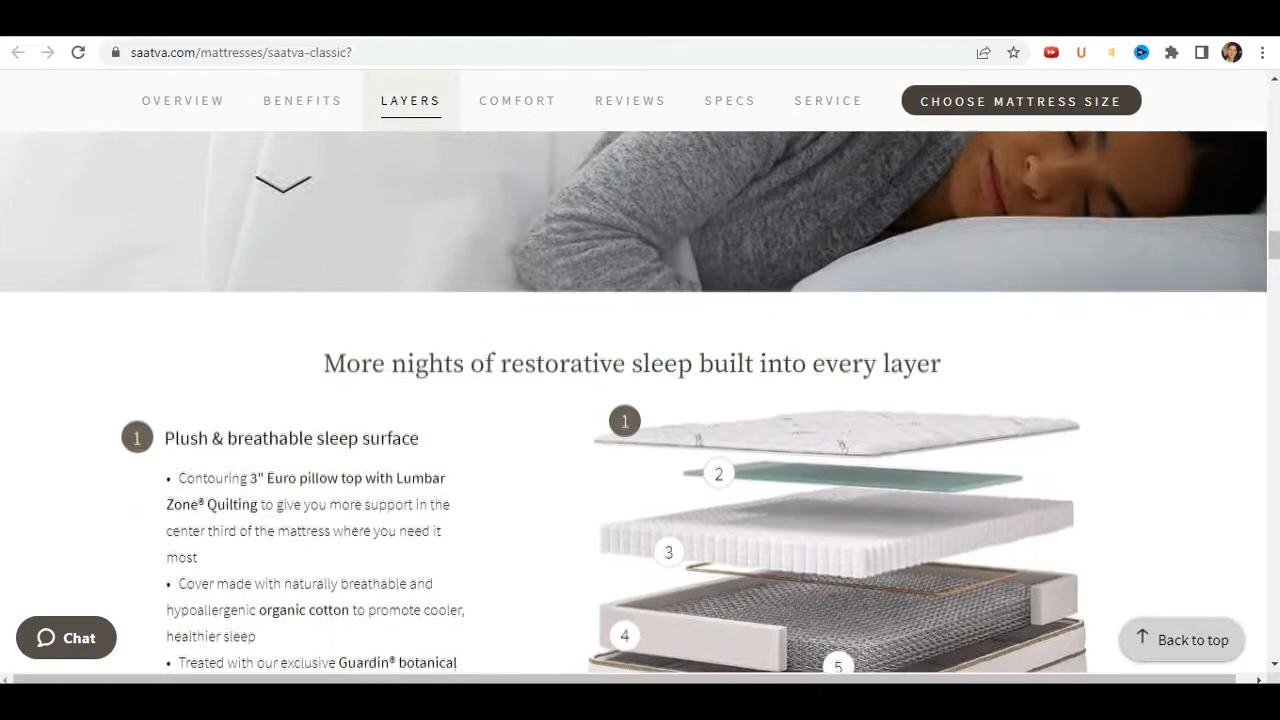 saatva.com/mattresses/saatva-classic?
OVERVIEW BENEFITS LAYERS COMFORT REVIEWS SPECS SERVICE CHOOSE MATTRESS SIZE
More nights of restorative sleep built into every layer
1 Plush & breathable sleep surface
• Contouring 3" Euro pillow top with Lumbar
Zone® Quilting to give you more support in the
center third of the mattress where you need it
most
• Cover made with naturally breathable and
hypoallergenic organic cotton to promote cooler,
healthier sleep
• Treated with our exclusive Guardin® botanical
1
2
3
4
5
Chat
Back to top